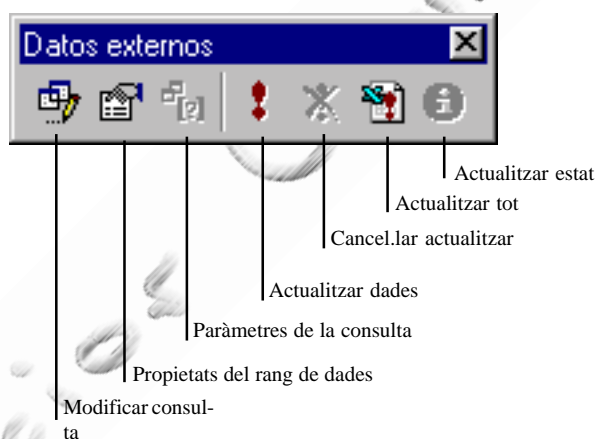 Datos externos
Actualitzar estat
Actualitzar tot
Cancel.lar actualitzar
Actualitzar dades
Paràmetres de la consulta
Propietats del rang de dades
Modificar consul-
ta